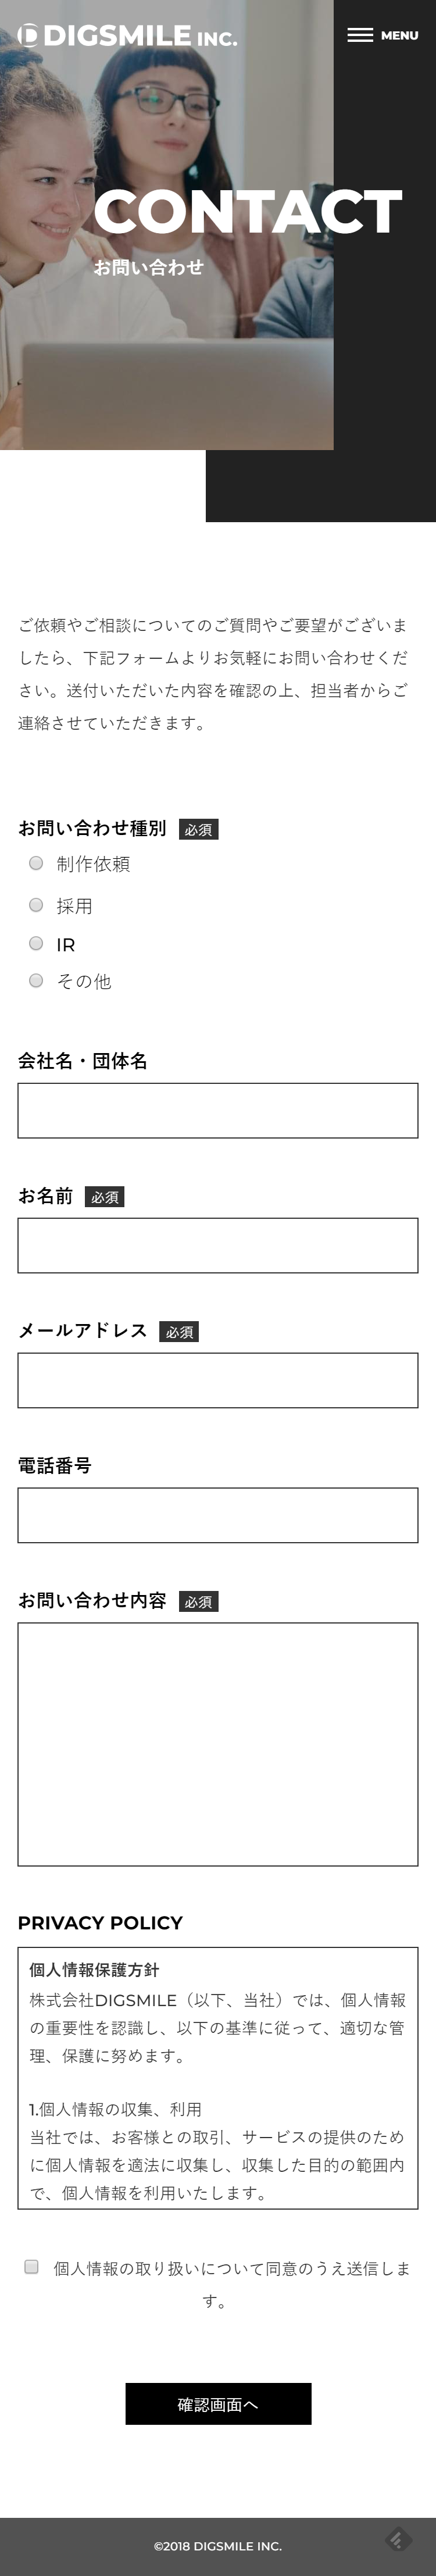 DIGSMILE INC.
MENU
CONTACT
お問い合わせ
ご依頼やご相談についてのご質問やご要望がございま
したら、下記フォームよりお気軽にお問い合わせくだ
さい。送付いただいた内容を確認の上、担当者からご
連絡させていただきます。
お問い合わせ種別 必須
制作依頼
採用
IR
その他
会社名・団体名
お名前 必須
メールアドレス 必須
電話番号
お問い合わせ内容 必須
PRIVACY POLICY
個人情報保護方針
株式会社DIGSMILE（以下、当社）では、個人情報
の重要性を認識し、以下の基準に従って、適切な管
理、保護に努めます。
1.個人情報の収集、利用
当社では、お客様との取引、サービスの提供のため
に個人情報を適法に収集し、収集した目的の範囲内
で、個人情報を利用いたします。
個人情報の取り扱いについて同意のうえ送信しま
す。
確認画面へ
©2018 DIGSMILE INC.